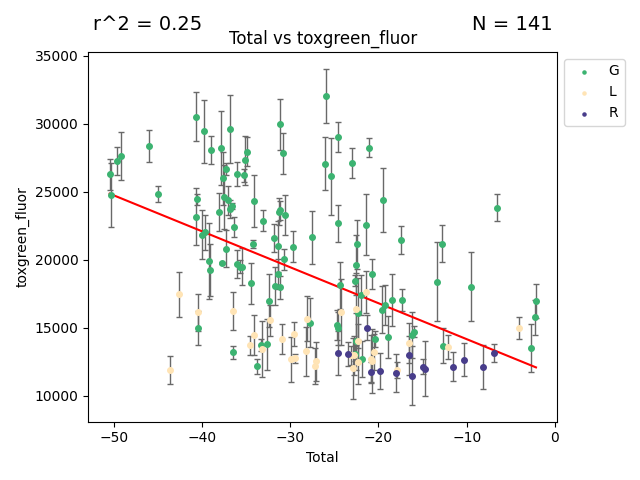 r^2 = 0.25 N = 141
Total vs toxgreen_fluor
35000
30000
25000
20000
15000
10000
toxgreen_fluor
−50 −40 −30 −20 −10 0
Total
G
L
R